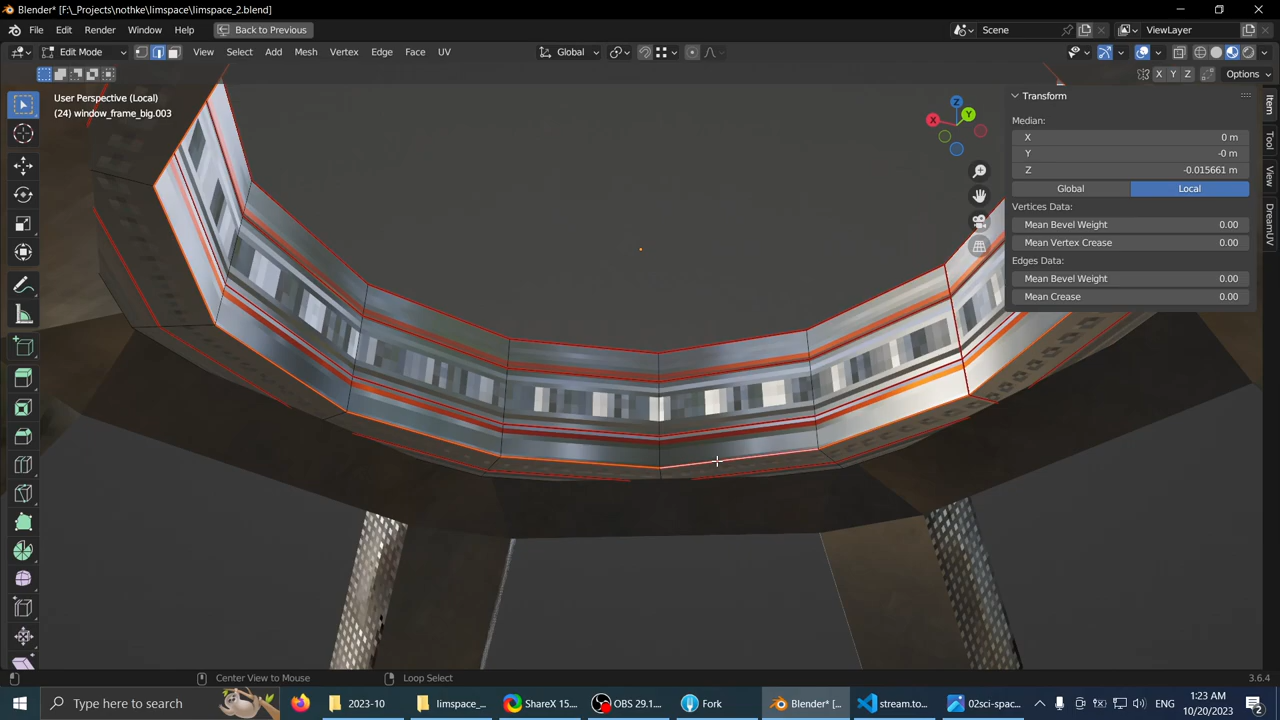 Blender* [F:\_Projects\nothke\limspace\limspace_2.blend]
File Edit Render Window Help Back to Previous Scene ViewLayer
Edit Mode View Select Add Mesh Vertex Edge Face UV Global
X Y Z Options
User Perspective (Local)
(24) window_frame_big.003
Z
Y
X
Transform
Median:
X 0 m
Y -0 m
Z -0.015661 m
Global Local
Vertices Data:
Mean Bevel Weight 0.00
Mean Vertex Crease 0.00
Edges Data:
Mean Bevel Weight 0.00
Mean Crease 0.00
Item
Tool
View
DreamUV
Center View to Mouse Loop Select 3.6.4
Type here to search 2023-10 limspace_... ShareX 15.... OBS 29.1.... Fork Blender* [... stream.to... 02sci-spac... 1:23 AM
10/20/2023 2